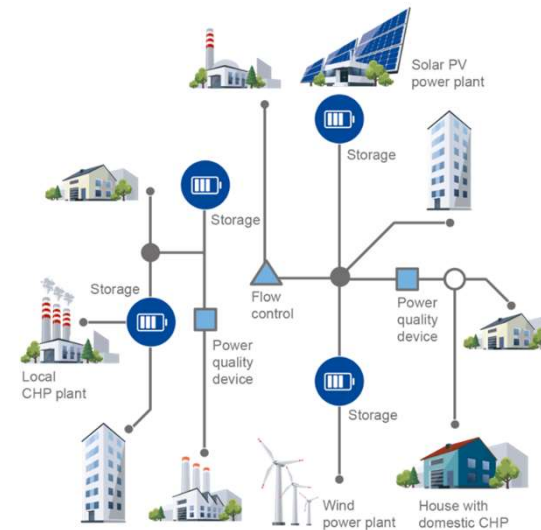 Solar PV
power plant
Storage
Storage
Storage
Flow
control
Power
quality
device
Local
CHP plant
Power
quality
device
Storage
Wind
power plant
House with
domestic CHP